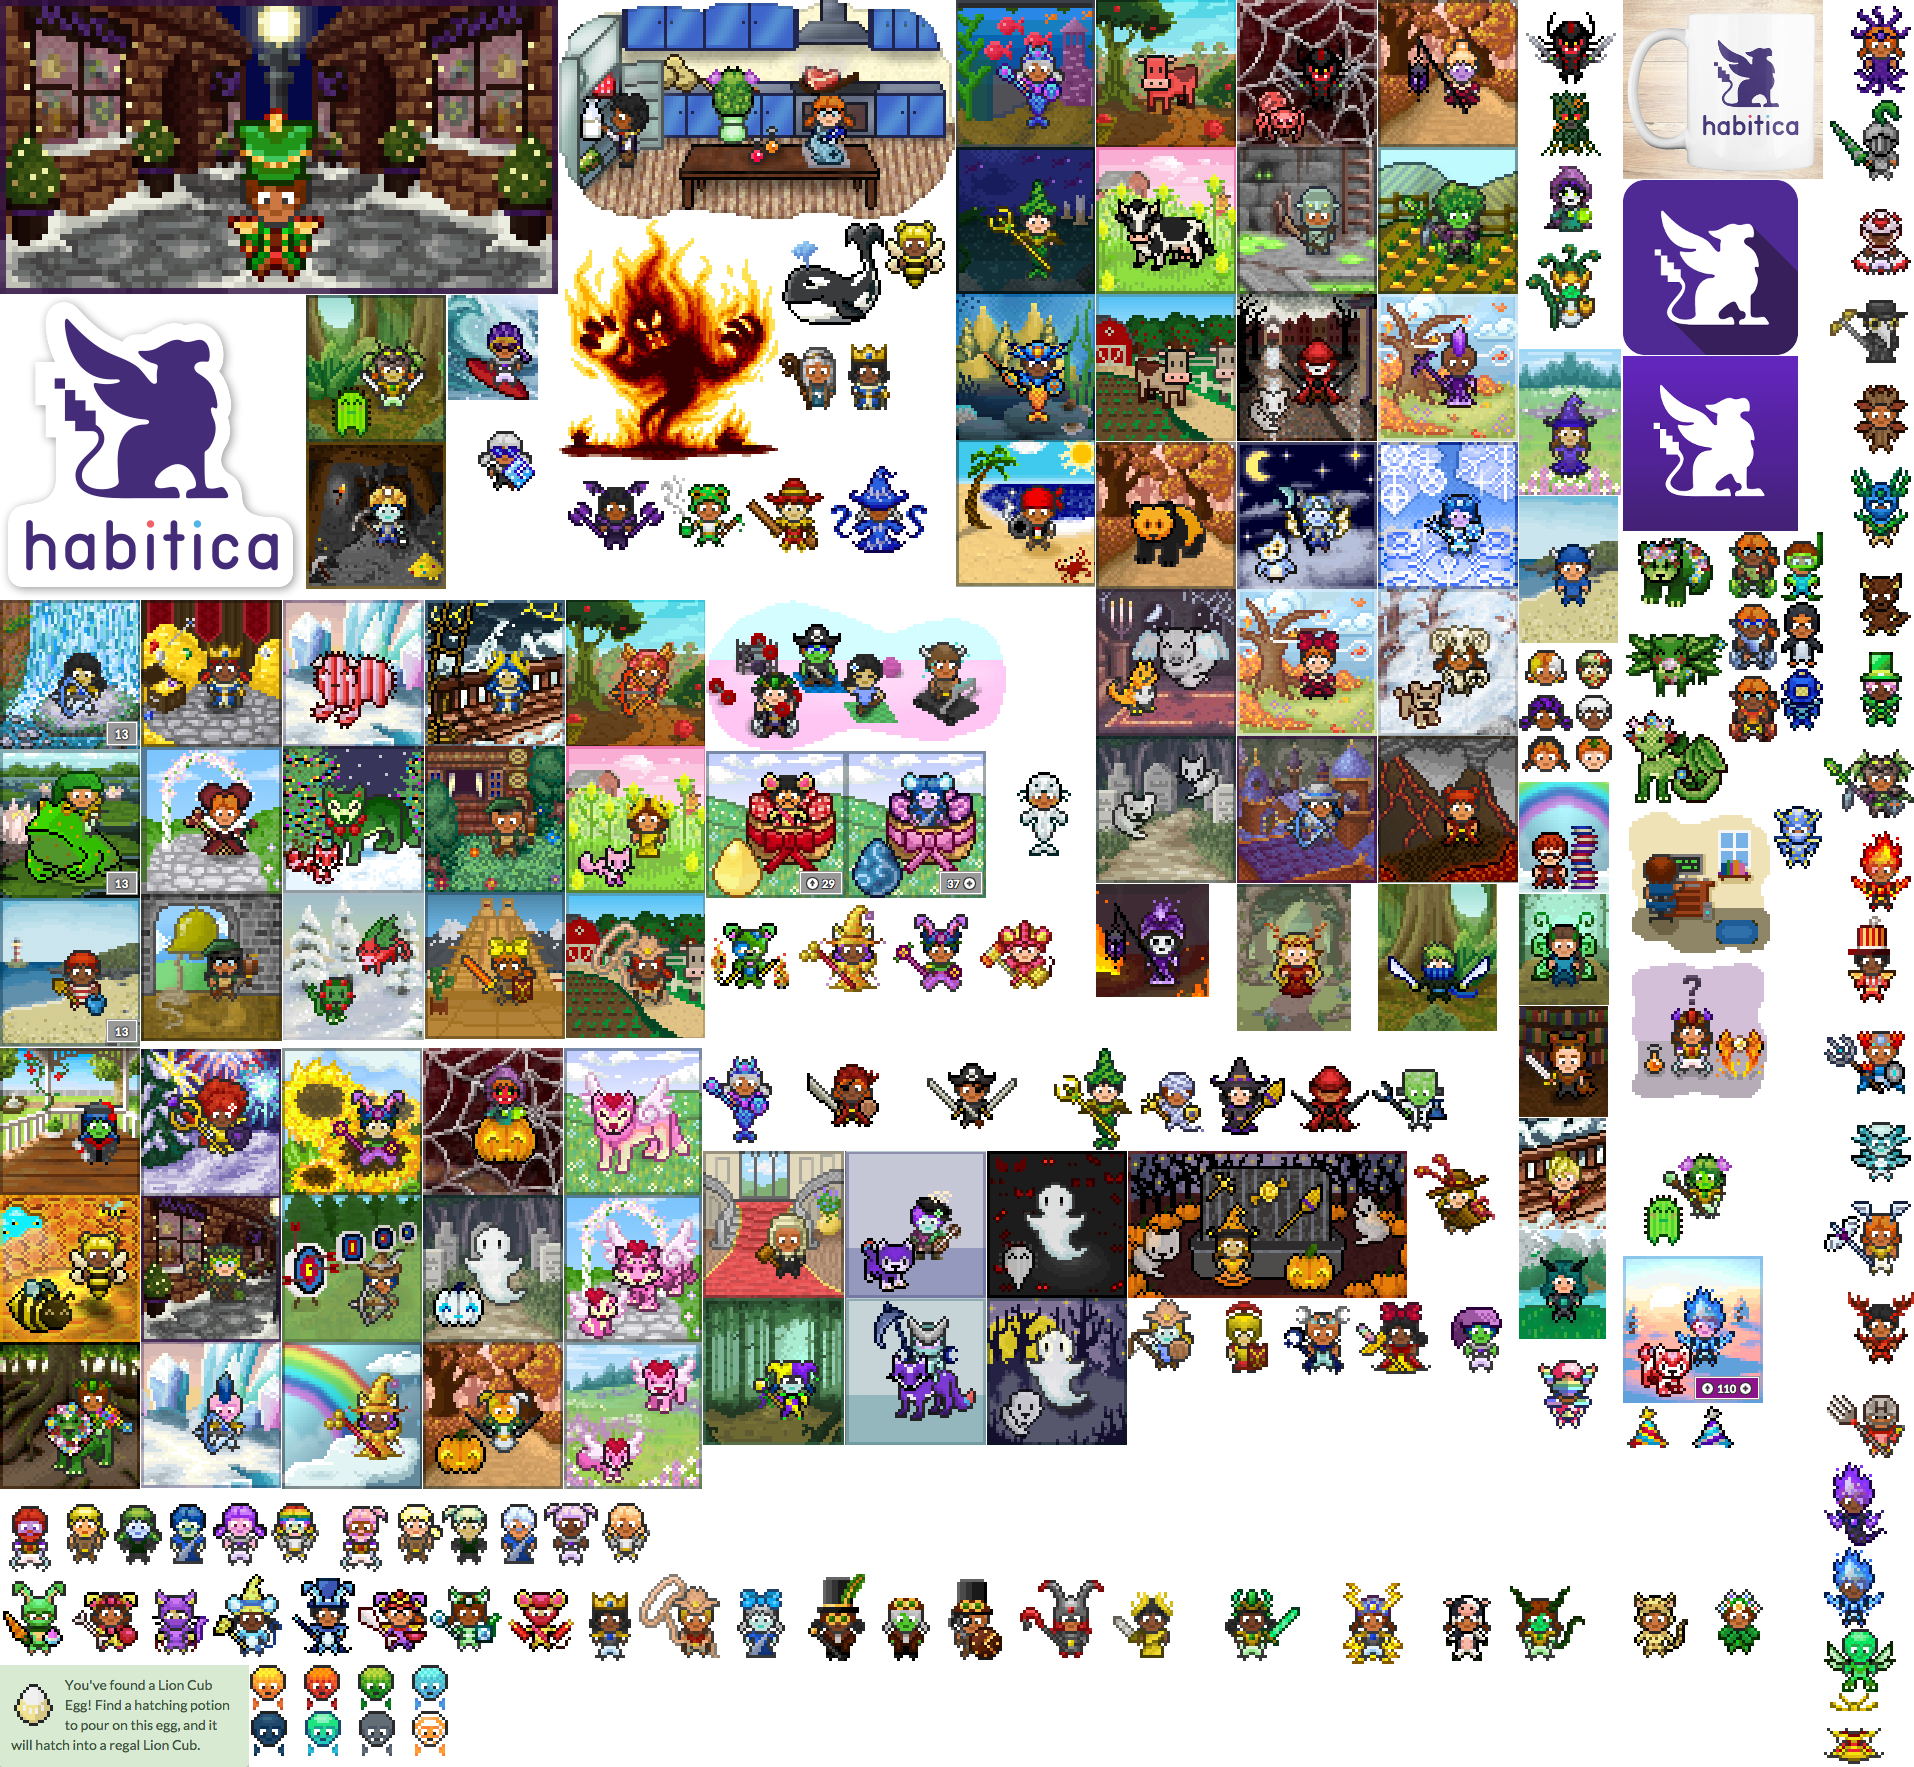 habitica
habitica
13
13
29
37
13
?
110
You've found a Lion Cub
Egg! Find a hatching potion
to pour on this egg, and it
will hatch into a regal Lion Cub.